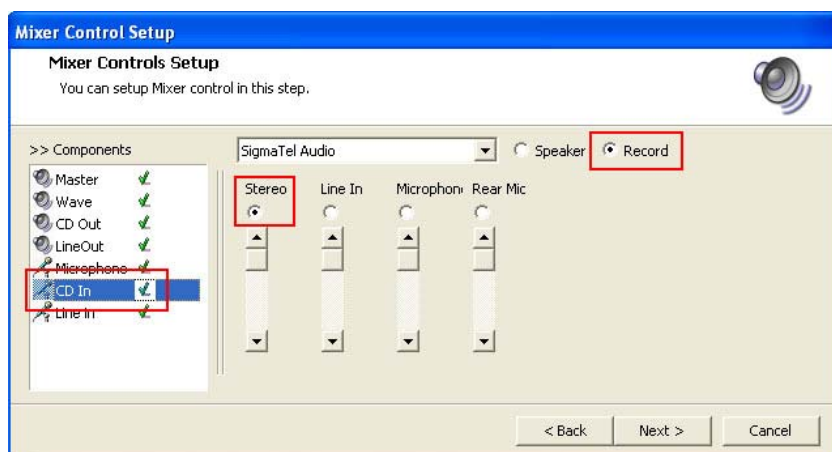 Mixer Control Setup
Mixer Controls Setup
You can setup Mixer control in this step.
>> Components
SigmaTel Audio
Speaker
Record
Master
Wave
CD Out
LineOut
Microphone
CD In
Line In
Stereo
Line In
Microphon
Rear Mic
< Back
Next >
Cancel